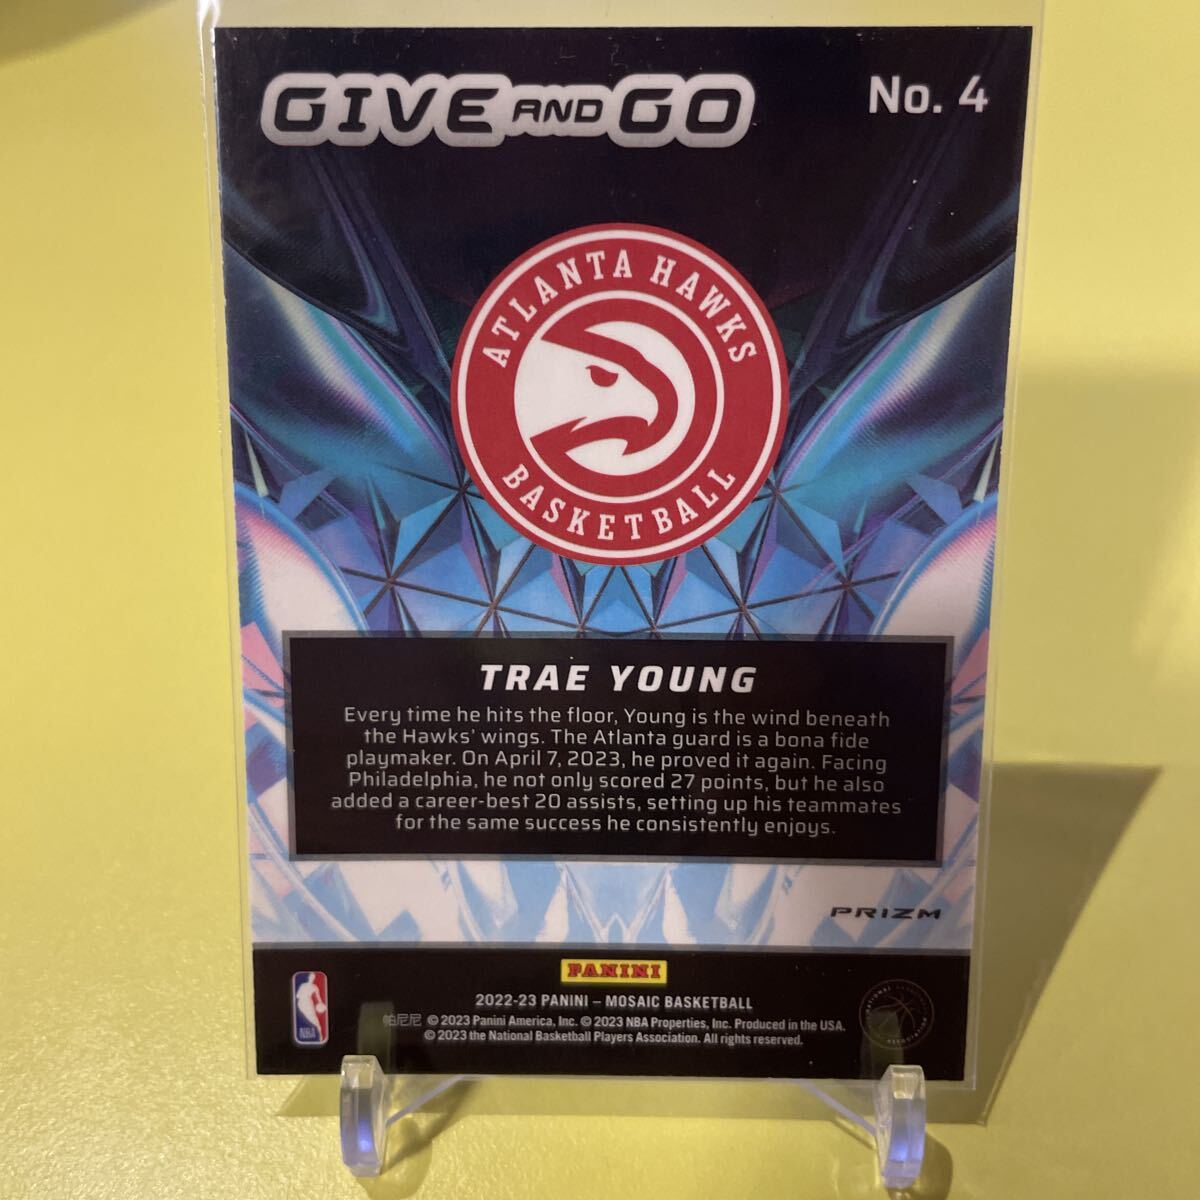 GIVE AND GO
No. 4
ATLANTA HAWKS
BASKETBALL
TRAE YOUNG
Every time he hits the floor, Young is the wind beneath
the Hawks' wings. The Atlanta guard is a bona fide
playmaker. On April 7, 2023, he proved it again. Facing
Philadelphia, he not only scored 27 points, but he also
added a career-best 20 assists, setting up his teammates
for the same success he consistently enjoys.
PRIZM
PANINI
2022-23 PANINI – MOSAIC BASKETBALL
帕尼尼 © 2023 Panini America, Inc. © 2023 NBA Properties, Inc. Produced in the USA.
© 2023 the National Basketball Players Association. All rights reserved.
NBA